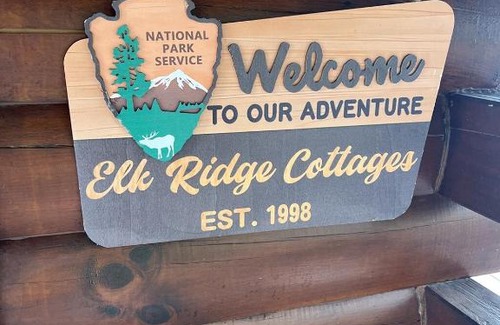 NATIONAL
PARK
SERVICE
Welcome
TO OUR ADVENTURE
Elk Ridge Cottages
EST. 1998